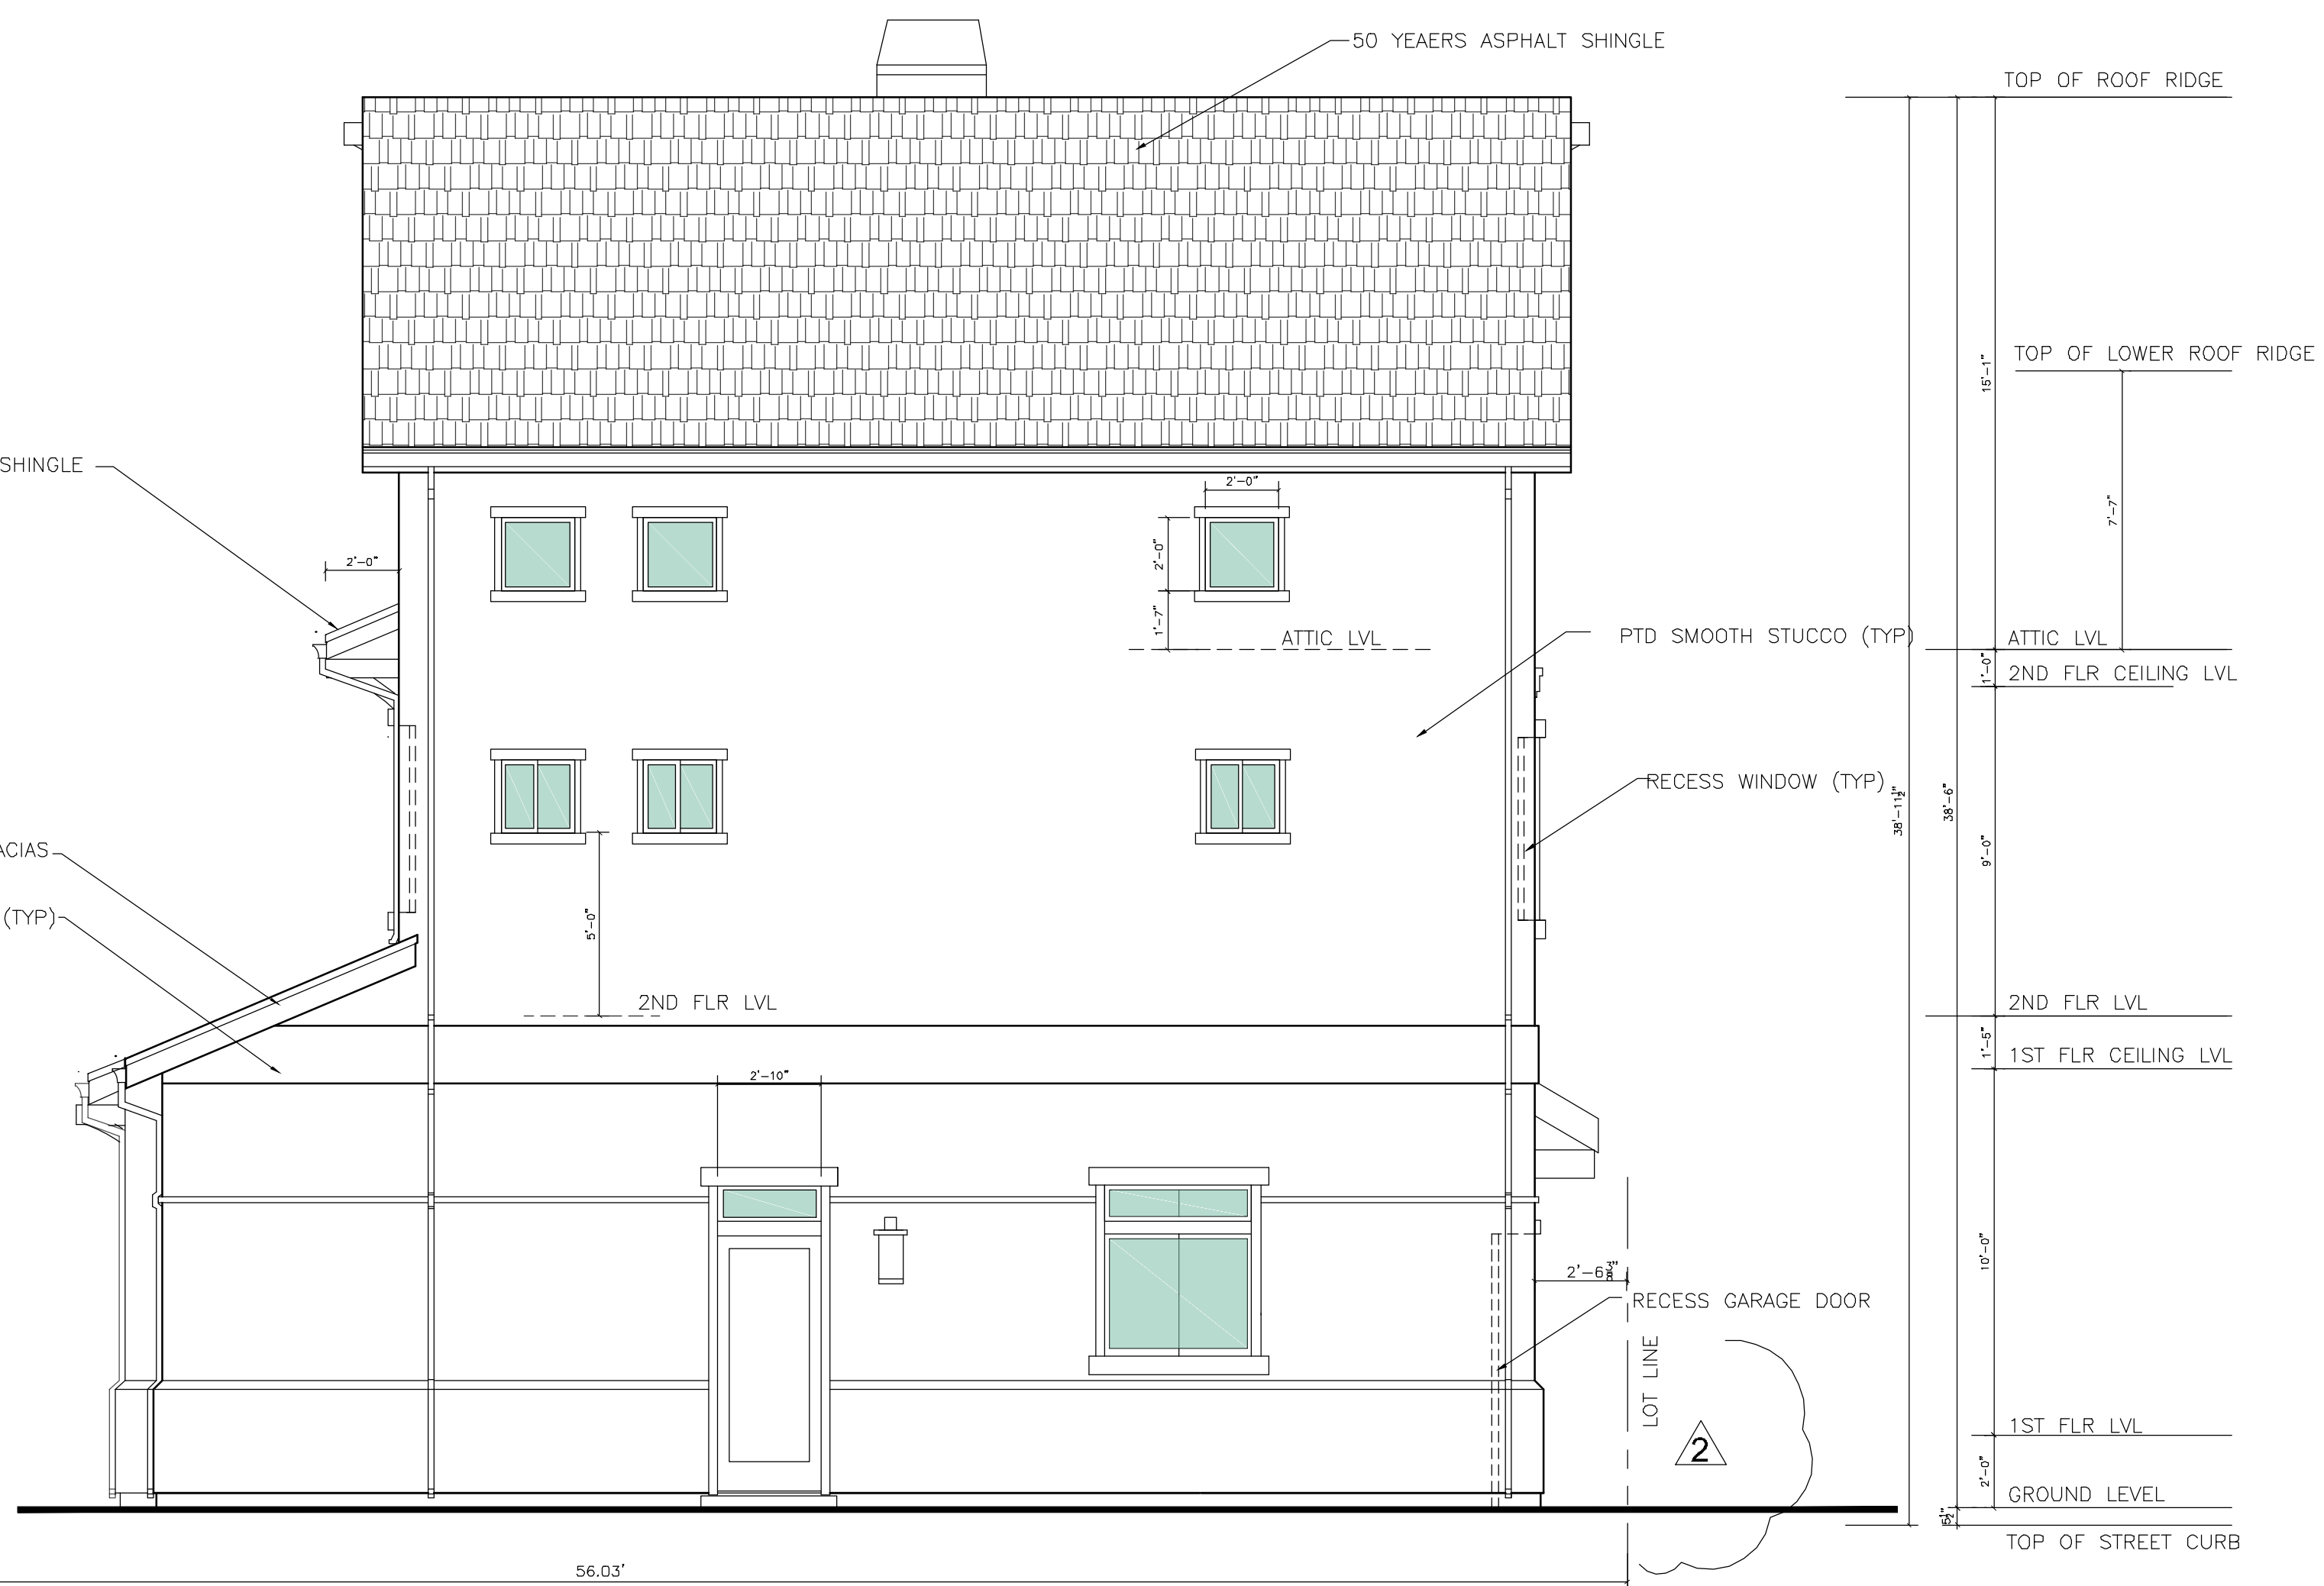 50 YEAERS ASPHALT SHINGLE
TOP OF ROOF RIDGE
TOP OF LOWER ROOF RIDGE
15'-1"
SHINGLE
2'-0"
7'-7"
2'-0"
2'-0"
1'-7"
ATTIC LVL
PTD SMOOTH STUCCO (TYP)
ATTIC LVL
1'-0"
2ND FLR CEILING LVL
RECESS WINDOW (TYP)
38'-11½"
38'-6"
9'-0"
ACIAS
(TYP)
5'-0"
2ND FLR LVL
2ND FLR LVL
1'-5"
1ST FLR CEILING LVL
2'-10"
10'-0"
2'-6⅜"
RECESS GARAGE DOOR
LOT LINE
2
1ST FLR LVL
2'-0"
GROUND LEVEL
5½"
TOP OF STREET CURB
56.03'